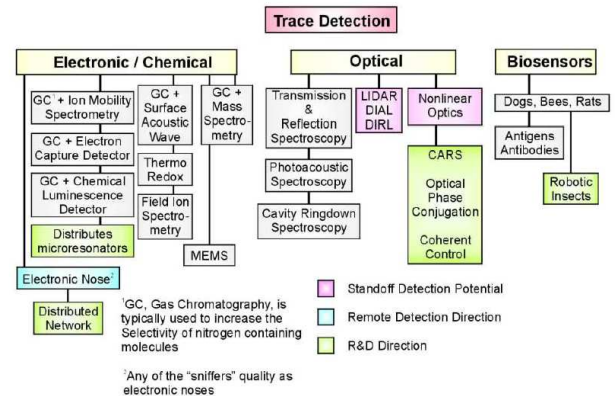 Trace Detection
Electronic / Chemical
Optical
Biosensors
GC¹ + Ion Mobility
Spectrometry
GC + Electron
Capture Detector
GC + Chemical
Luminescence
Detector
Distributes
microresonators
Electronic Nose²
Distributed
Network
GC +
Surface
Acoustic
Wave
Thermo
Redox
Field Ion
Spectro-
metry
GC +
Mass
Spectro-
metry
MEMS
Transmission
&
Reflection
Spectroscopy
Photoacoustic
Spectroscopy
Cavity Ringdown
Spectroscopy
LIDAR
DIAL
DIRL
Nonlinear
Optics
CARS
Optical
Phase
Conjugation
Coherent
Control
Dogs, Bees, Rats
Antigens
Antibodies
Robotic
Insects
¹GC, Gas Chromatography, is
typically used to increase the
Selectivity of nitrogen containing
molecules
²Any of the “sniffers” quality as
electronic noses
Standoff Detection Potential
Remote Detection Direction
R&D Direction